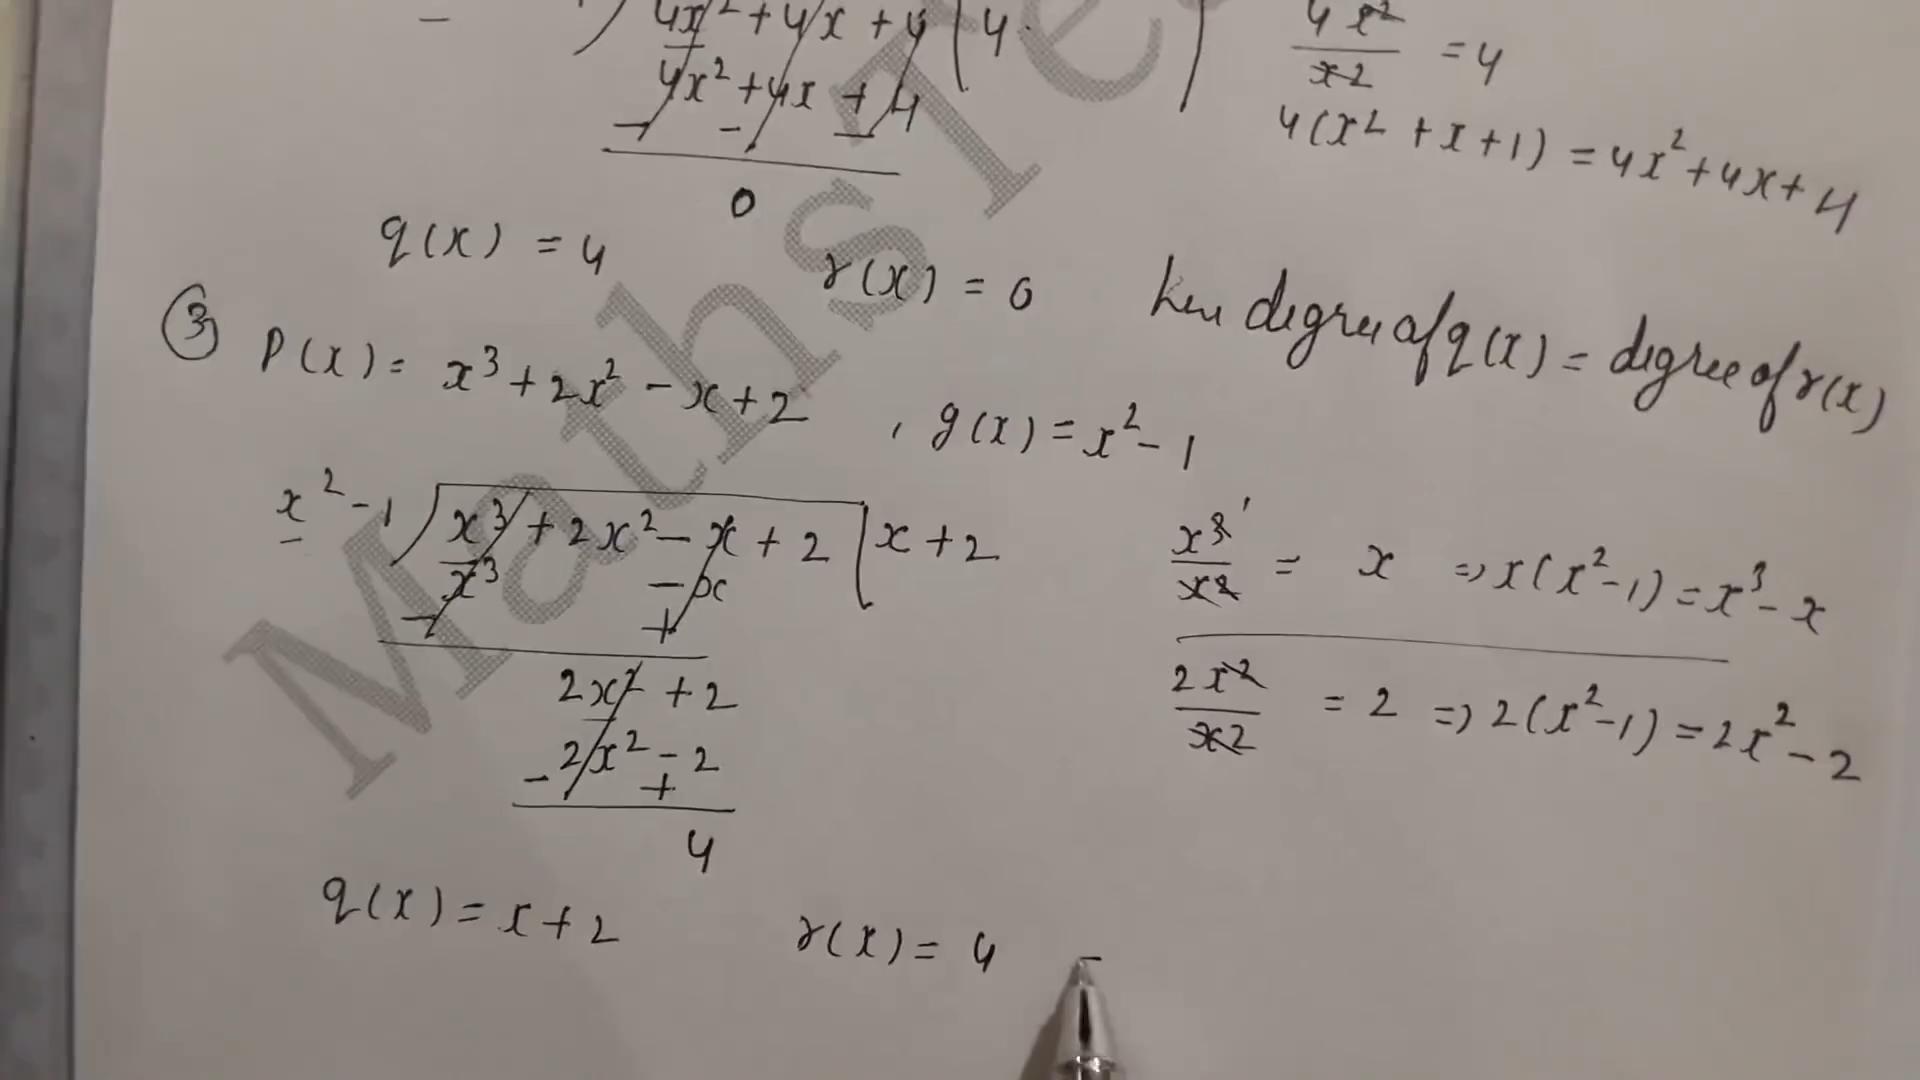 4x² + 4x + 4 | 4
4x² + 4x + 4
- - -
0
4x²/x² = 4
4(x² + x + 1) = 4x² + 4x + 4
q(x) = 4
r(x) = 0
degree of q(x) = degree of r(x)
③ P(x) = x³ + 2x² - x + 2 , g(x) = x² - 1
x² - 1 ) x³ + 2x² - x + 2 | x + 2
x³ - x
- +
2x² + 2
2x² - 2
- +
4
x³/x² = x ⇒ x(x² - 1) = x³ - x
2x²/x² = 2 ⇒ 2(x² - 1) = 2x² - 2
q(x) = x + 2
r(x) = 4